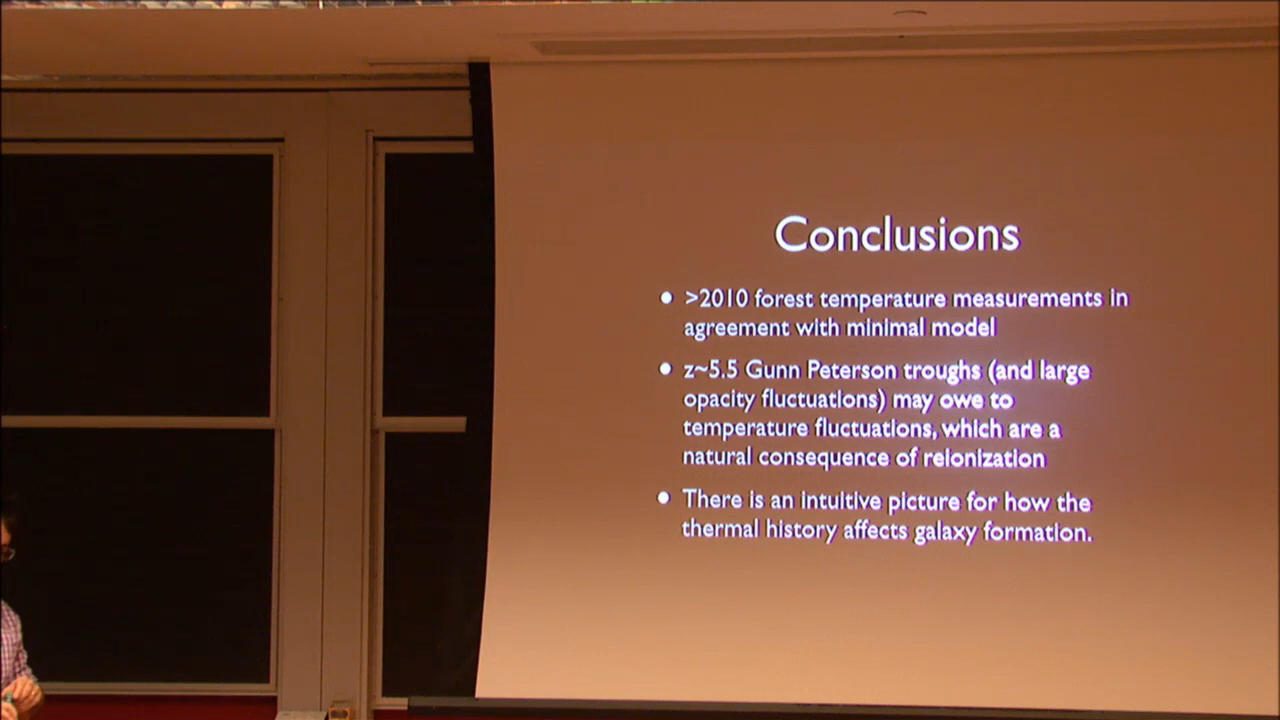 Conclusions
• >2010 forest temperature measurements in
agreement with minimal model
• z~5.5 Gunn Peterson troughs (and large
opacity fluctuations) may owe to
temperature fluctuations, which are a
natural consequence of reionization
• There is an intuitive picture for how the
thermal history affects galaxy formation.